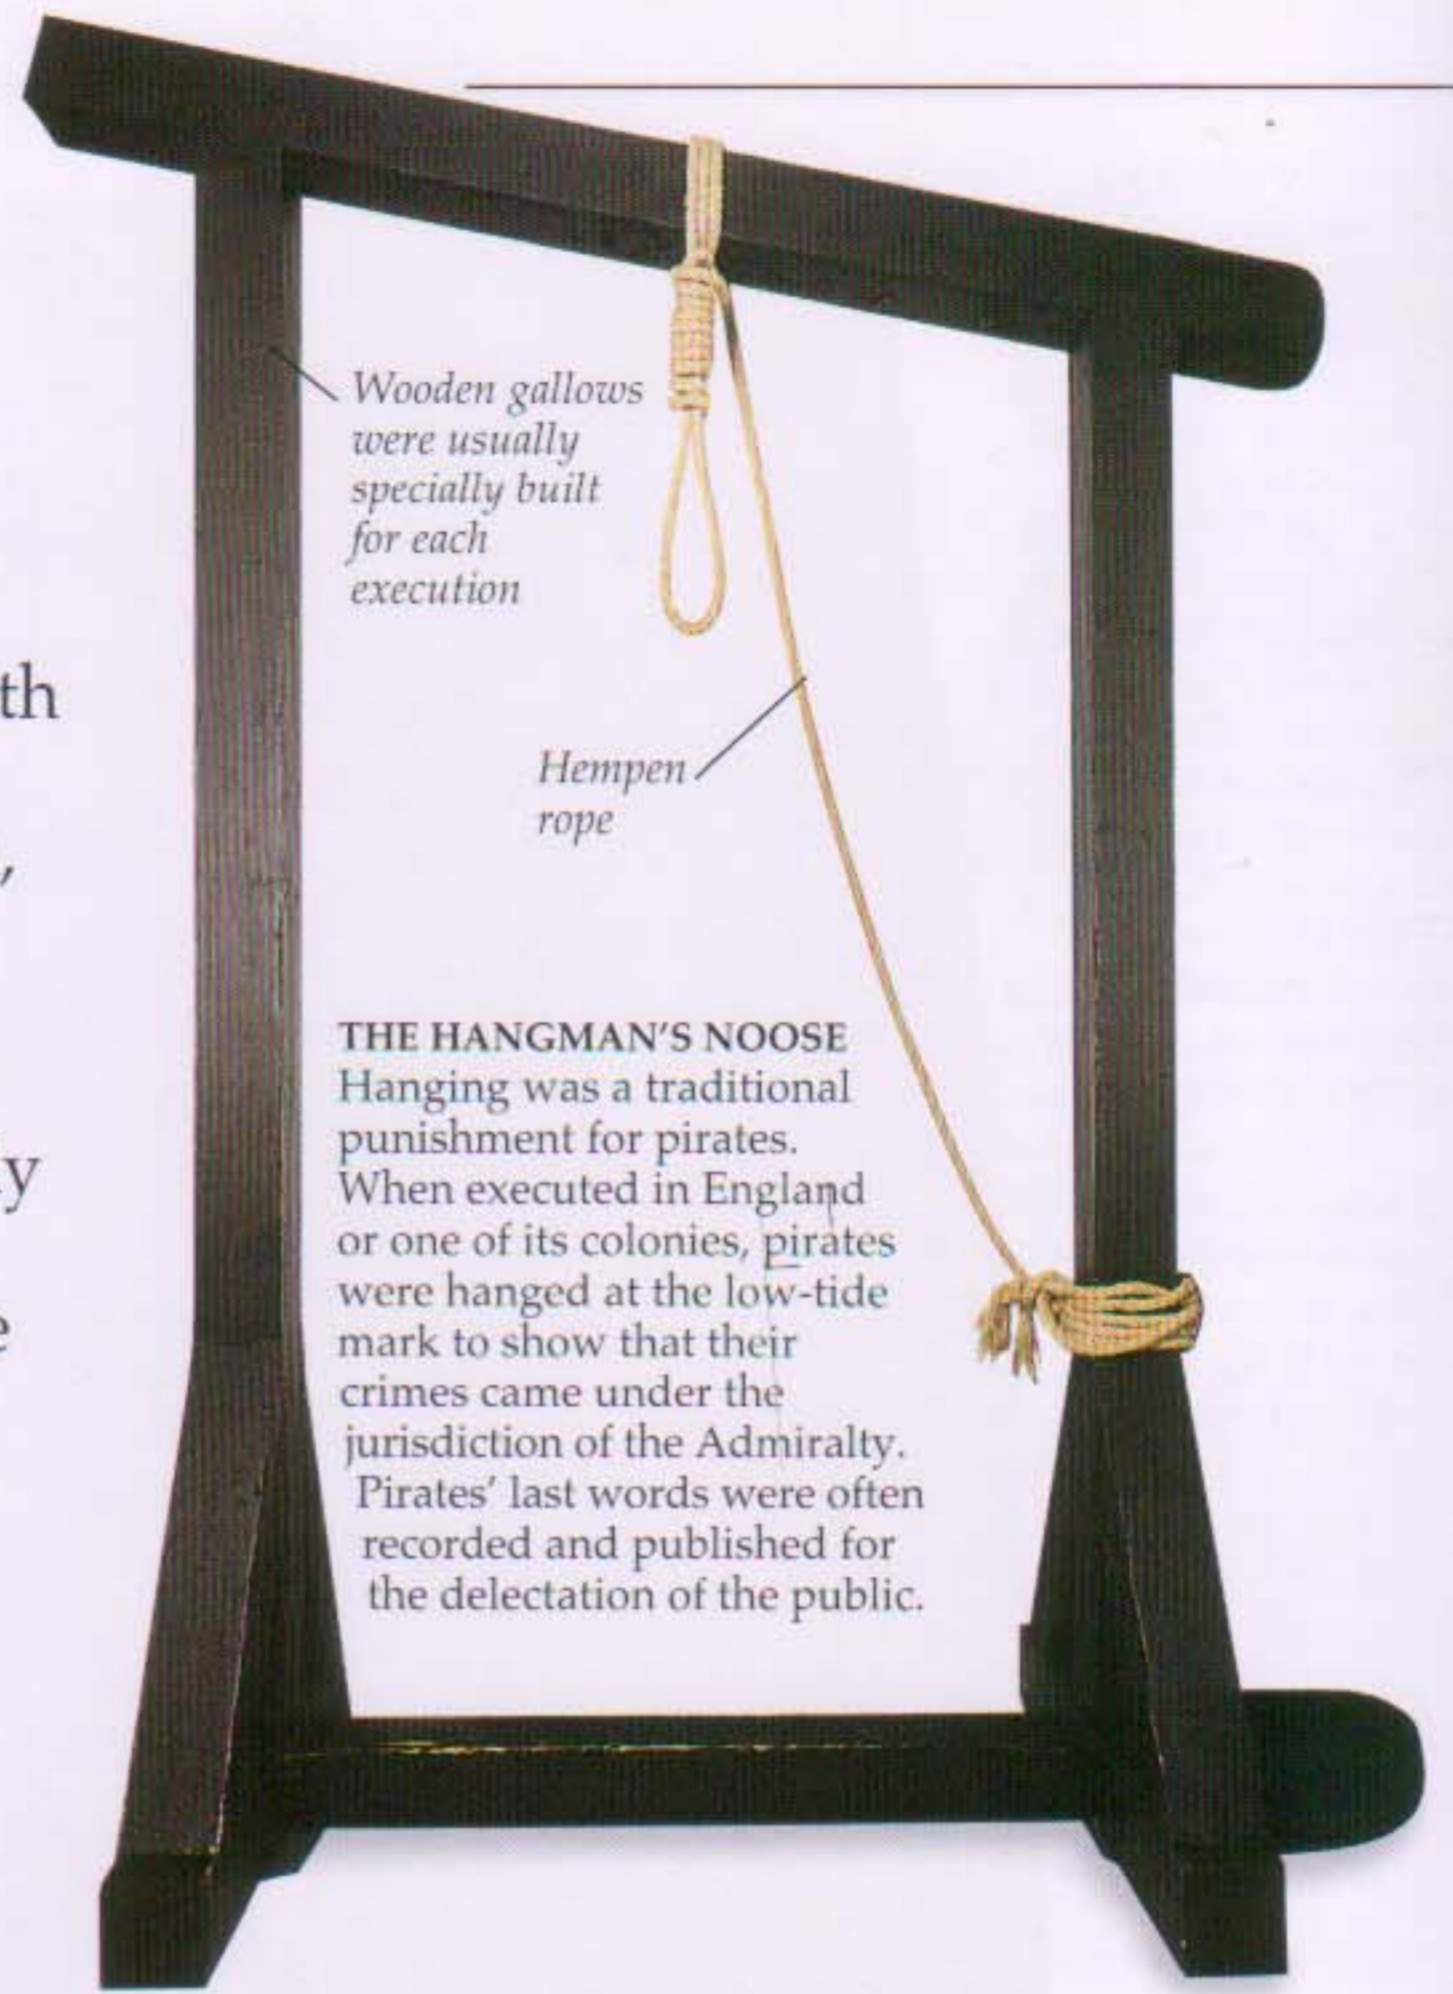 Wooden gallows
were usually
specially built
for each
execution
th
,
Hempen
rope
y
e
THE HANGMAN'S NOOSE
Hanging was a traditional
punishment for pirates.
When executed in England
or one of its colonies, pirates
were hanged at the low-tide
mark to show that their
crimes came under the
jurisdiction of the Admiralty.
Pirates' last words were often
recorded and published for
the delectation of the public.